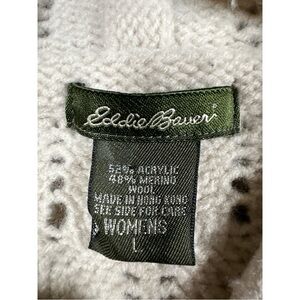 Eddie Bauer
52% ACRYLIC
48% MERINO
WOOL
MADE IN HONG KONG
SEE SIDE FOR CARE
WOMENS
L